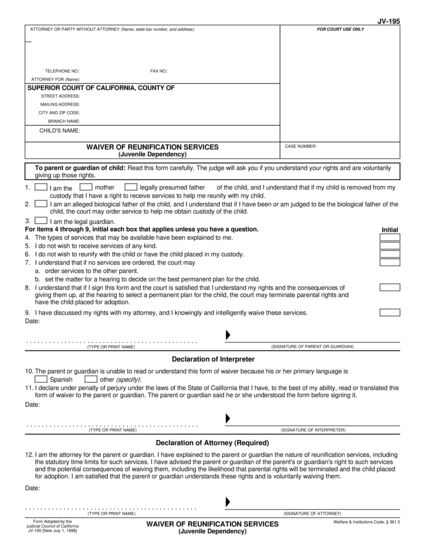 JV-195
ATTORNEY OR PARTY WITHOUT ATTORNEY (Name, state bar number, and address):
FOR COURT USE ONLY
TELEPHONE NO.: FAX NO.:
ATTORNEY FOR (Name):
SUPERIOR COURT OF CALIFORNIA, COUNTY OF
STREET ADDRESS:
MAILING ADDRESS:
CITY AND ZIP CODE:
BRANCH NAME:
CHILD'S NAME:
WAIVER OF REUNIFICATION SERVICES
(Juvenile Dependency)
CASE NUMBER:
To parent or guardian of child: Read this form carefully. The judge will ask you if you understand your rights and are voluntarily
giving up those rights.
1. I am the mother legally presumed father of the child, and I understand that if my child is removed from my
custody that I have a right to receive services to help me reunify with my child.
2. I am an alleged biological father of the child, and I understand that if I have been or am judged to be the biological father of the
child, the court may order service to help me obtain custody of the child.
3. I am the legal guardian.
For items 4 through 9, initial each box that applies unless you have a question. Initial
4. The types of services that may be available have been explained to me.
5. I do not wish to receive services of any kind.
6. I do not wish to reunify with the child or have the child placed in my custody.
7. I understand that if no services are ordered, the court may
a. order services to the other parent.
b. set the matter for a hearing to decide on the best permanent plan for the child.
8. I understand that if I sign this form and the court is satisfied that I understand my rights and the consequences of
giving them up, at the hearing to select a permanent plan for the child, the court may terminate parental rights and
have the child placed for adoption.
9. I have discussed my rights with my attorney, and I knowingly and intelligently waive these services.
Date:
(TYPE OR PRINT NAME) (SIGNATURE OF PARENT OR GUARDIAN)
Declaration of Interpreter
10. The parent or guardian is unable to read or understand this form of waiver because his or her primary language is
Spanish other (specify):
11. I declare under penalty of perjury under the laws of the State of California that I have, to the best of my ability, read or translated this
form of waiver to the parent or guardian. The parent or guardian said he or she understood the form before signing it.
Date:
(TYPE OR PRINT NAME) (SIGNATURE OF INTERPRETER)
Declaration of Attorney (Required)
12. I am the attorney for the parent or guardian. I have explained to the parent or guardian the nature of reunification services, including
the statutory time limits for such services. I have advised the parent or guardian of the parent's or guardian's right to such services
and the potential consequences of waiving them, including the likelihood that parental rights will be terminated and the child placed
for adoption. I am satisfied that the parent or guardian understands these rights and is voluntarily waiving them.
Date:
(TYPE OR PRINT NAME) (SIGNATURE OF ATTORNEY)
Form Adopted by the
Judicial Council of California
JV-195 [New July 1, 1998]
WAIVER OF REUNIFICATION SERVICES
(Juvenile Dependency)
Welfare & Institutions Code, § 361.5